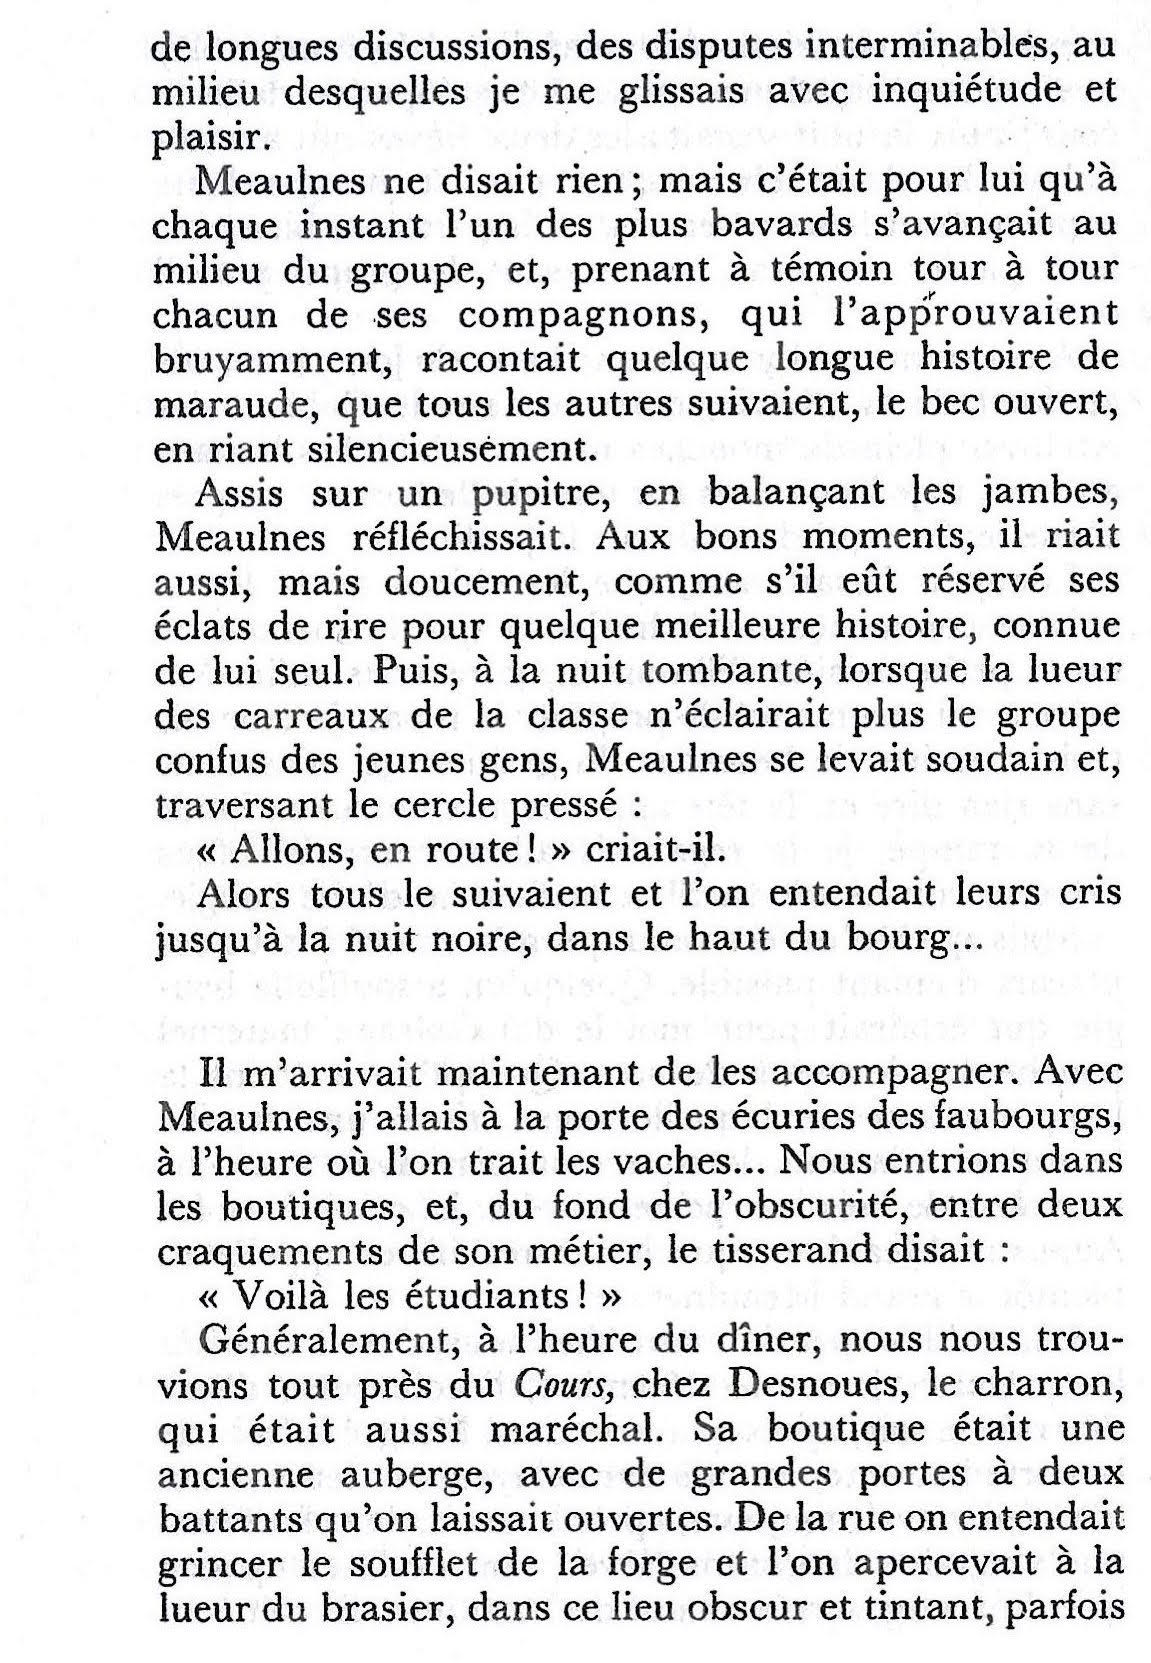 de longues discussions, des disputes interminables, au
milieu desquelles je me glissais avec inquiétude et
plaisir.
Meaulnes ne disait rien ; mais c’était pour lui qu’à
chaque instant l’un des plus bavards s’avançait au
milieu du groupe, et, prenant à témoin tour à tour
chacun de ses compagnons, qui l’approuvaient
bruyamment, racontait quelque longue histoire de
maraude, que tous les autres suivaient, le bec ouvert,
en riant silencieusement.
Assis sur un pupitre, en balançant les jambes,
Meaulnes réfléchissait. Aux bons moments, il riait
aussi, mais doucement, comme s’il eût réservé ses
éclats de rire pour quelque meilleure histoire, connue
de lui seul. Puis, à la nuit tombante, lorsque la lueur
des carreaux de la classe n’éclairait plus le groupe
confus des jeunes gens, Meaulnes se levait soudain et,
traversant le cercle pressé :
« Allons, en route ! » criait-il.
Alors tous le suivaient et l’on entendait leurs cris
jusqu’à la nuit noire, dans le haut du bourg...
Il m’arrivait maintenant de les accompagner. Avec
Meaulnes, j’allais à la porte des écuries des faubourgs,
à l’heure où l’on trait les vaches... Nous entrions dans
les boutiques, et, du fond de l’obscurité, entre deux
craquements de son métier, le tisserand disait :
« Voilà les étudiants ! »
Généralement, à l’heure du dîner, nous nous trou-
vions tout près du Cours, chez Desnoues, le charron,
qui était aussi maréchal. Sa boutique était une
ancienne auberge, avec de grandes portes à deux
battants qu’on laissait ouvertes. De la rue on entendait
grincer le soufflet de la forge et l’on apercevait à la
lueur du brasier, dans ce lieu obscur et tintant, parfois